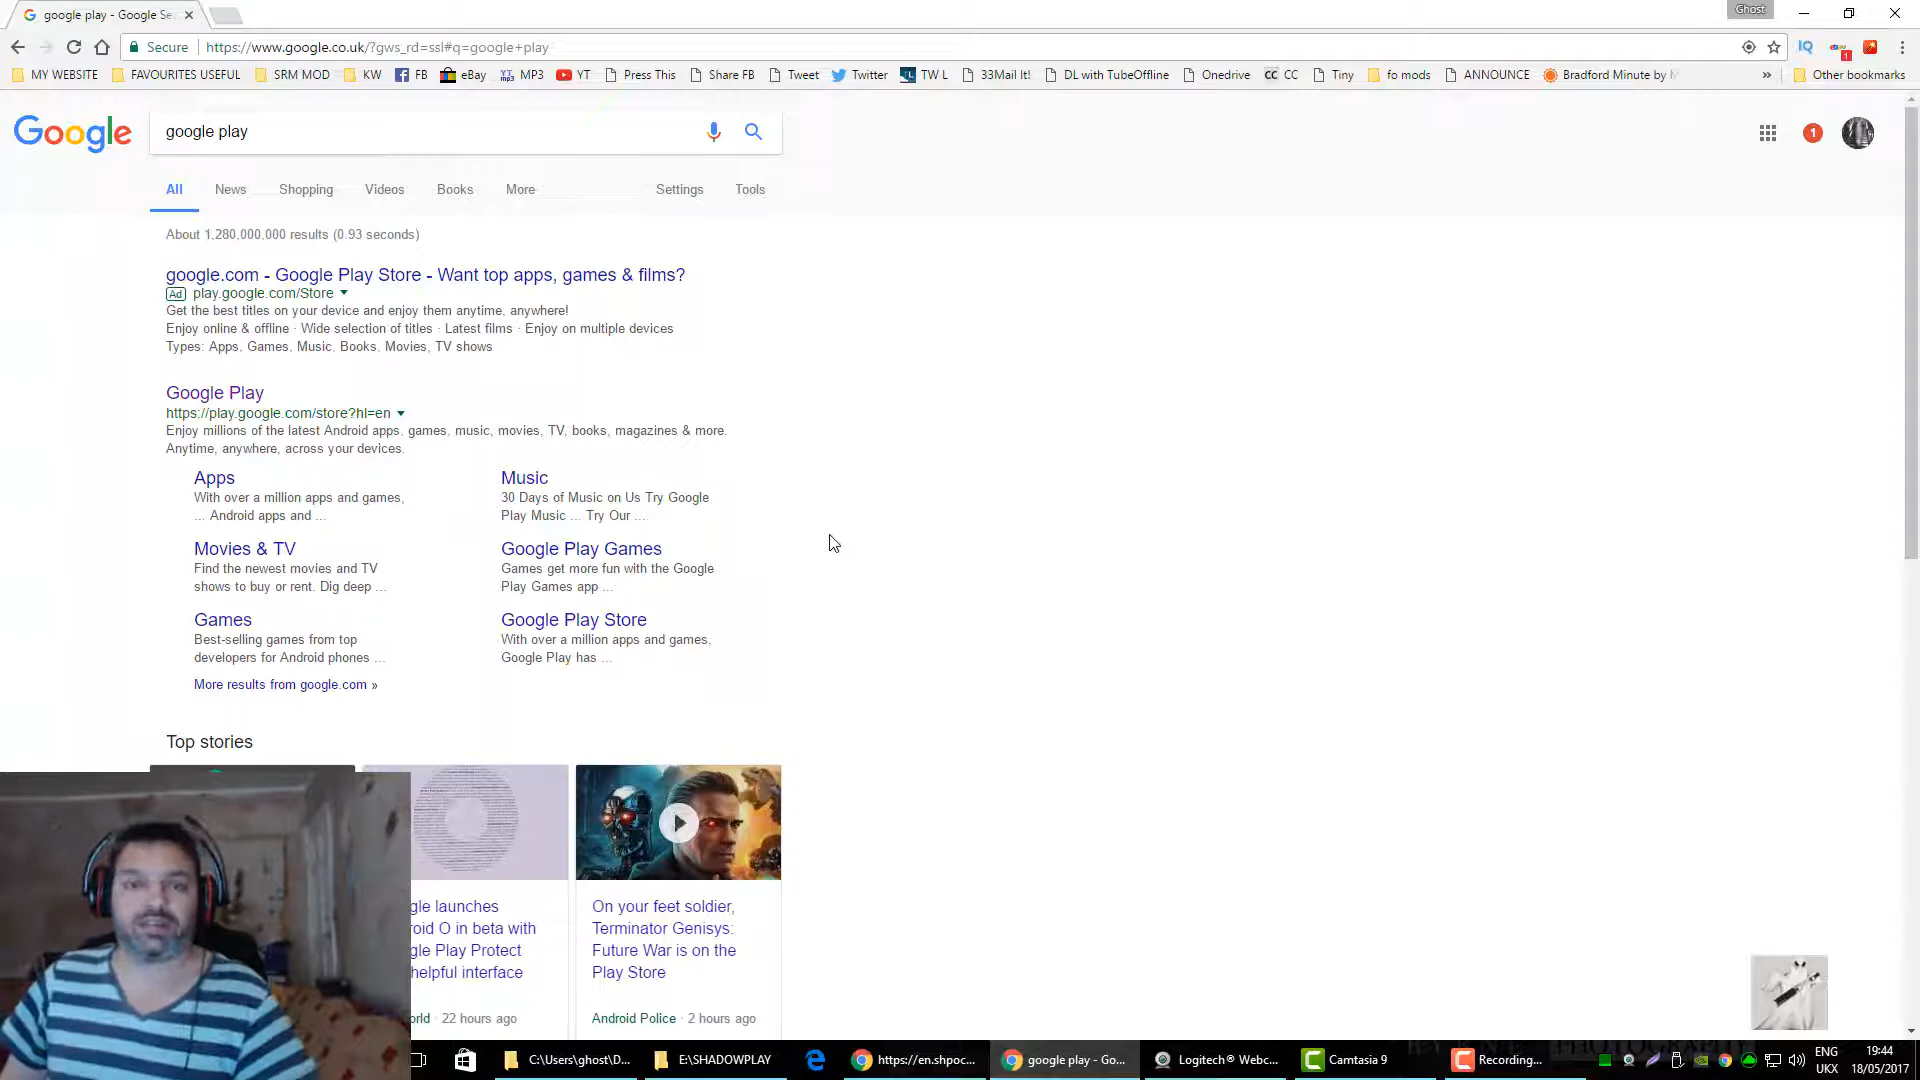 google play - Google Se
Ghost
Secure
https://www.google.co.uk/?gws_rd=ssl#q=google+play
MY WEBSITE
FAVOURITES USEFUL
SRM MOD
KW
FB
eBay
MP3
YT
Press This
Share FB
Tweet
Twitter
TW L
33Mail It!
DL with TubeOffline
Onedrive
CC CC
Tiny
fo mods
ANNOUNCE
Bradford Minute by M
»
Other bookmarks
Google
google play
1
All
News
Shopping
Videos
Books
More
Settings
Tools
About 1,280,000,000 results (0.93 seconds)
google.com - Google Play Store - Want top apps, games & films?
Ad play.google.com/Store
Get the best titles on your device and enjoy them anytime, anywhere!
Enjoy online & offline · Wide selection of titles · Latest films · Enjoy on multiple devices
Types: Apps, Games, Music, Books, Movies, TV shows
Google Play
https://play.google.com/store?hl=en
Enjoy millions of the latest Android apps, games, music, movies, TV, books, magazines & more.
Anytime, anywhere, across your devices.
Apps
With over a million apps and games,
... Android apps and ...
Music
30 Days of Music on Us Try Google
Play Music ... Try Our ...
Movies & TV
Find the newest movies and TV
shows to buy or rent. Dig deep ...
Google Play Games
Games get more fun with the Google
Play Games app ...
Games
Best-selling games from top
developers for Android phones ...
Google Play Store
With over a million apps and games,
Google Play has ...
More results from google.com »
Top stories
gle launches
roid O in beta with
gle Play Protect
helpful interface
orld · 22 hours ago
On your feet soldier,
Terminator Genisys:
Future War is on the
Play Store
Android Police · 2 hours ago
C:\Users\ghost\D...
E:\SHADOWPLAY
https://en.shpoc...
google play - Go...
Logitech® Webc...
Camtasia 9
Recording...
ENG
UKX
19:44
18/05/2017